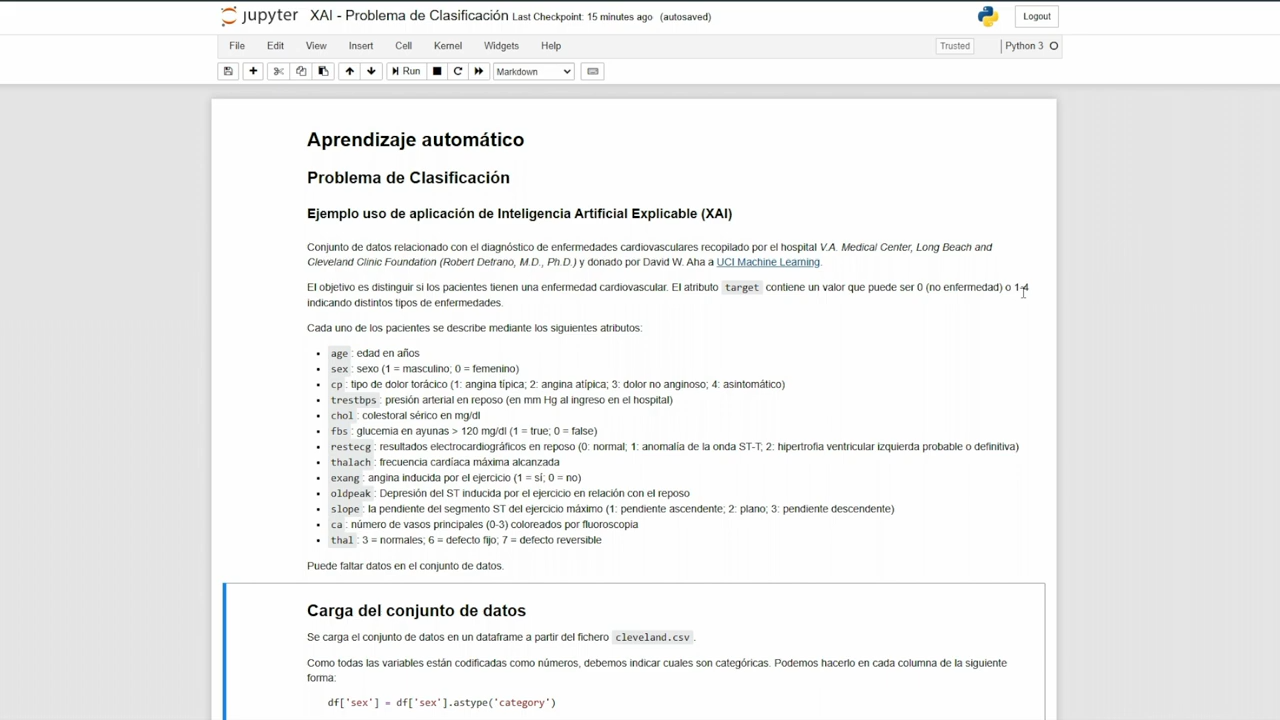 jupyter XAI - Problema de Clasificación Last Checkpoint: 15 minutes ago (autosaved)
Logout
File Edit View Insert Cell Kernel Widgets Help
Trusted
Python 3
Run
Markdown
Aprendizaje automático
Problema de Clasificación
Ejemplo uso de aplicación de Inteligencia Artificial Explicable (XAI)
Conjunto de datos relacionado con el diagnóstico de enfermedades cardiovasculares recopilado por el hospital V.A. Medical Center, Long Beach and
Cleveland Clinic Foundation (Robert Detrano, M.D., Ph.D.) y donado por David W. Aha a UCI Machine Learning.
El objetivo es distinguir si los pacientes tienen una enfermedad cardiovascular. El atributo target contiene un valor que puede ser 0 (no enfermedad) o 1-4
indicando distintos tipos de enfermedades.
Cada uno de los pacientes se describe mediante los siguientes atributos:
• age : edad en años
• sex : sexo (1 = masculino; 0 = femenino)
• cp : tipo de dolor torácico (1: angina típica; 2: angina atípica; 3: dolor no anginoso; 4: asintomático)
• trestbps : presión arterial en reposo (en mm Hg al ingreso en el hospital)
• chol : colestoral sérico en mg/dl
• fbs : glucemia en ayunas > 120 mg/dl (1 = true; 0 = false)
• restecg : resultados electrocardiográficos en reposo (0: normal; 1: anomalía de la onda ST-T; 2: hipertrofia ventricular izquierda probable o definitiva)
• thalach : frecuencia cardíaca máxima alcanzada
• exang : angina inducida por el ejercicio (1 = sí; 0 = no)
• oldpeak : Depresión del ST inducida por el ejercicio en relación con el reposo
• slope : la pendiente del segmento ST del ejercicio máximo (1: pendiente ascendente; 2: plano; 3: pendiente descendente)
• ca : número de vasos principales (0-3) coloreados por fluoroscopia
• thal : 3 = normales; 6 = defecto fijo; 7 = defecto reversible
Puede faltar datos en el conjunto de datos.
Carga del conjunto de datos
Se carga el conjunto de datos en un dataframe a partir del fichero cleveland.csv .
Como todas las variables están codificadas como números, debemos indicar cuales son categóricas. Podemos hacerlo en cada columna de la siguiente
forma:
df['sex'] = df['sex'].astype('category')